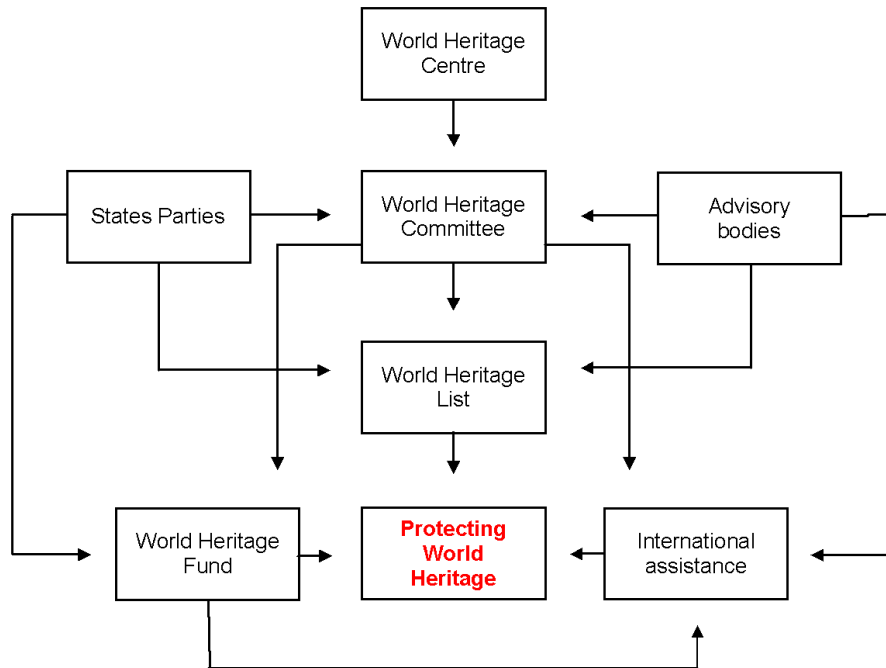 World Heritage
Centre
States Parties
World Heritage
Committee
Advisory
bodies
World Heritage
List
World Heritage
Fund
Protecting
World
Heritage
International
assistance